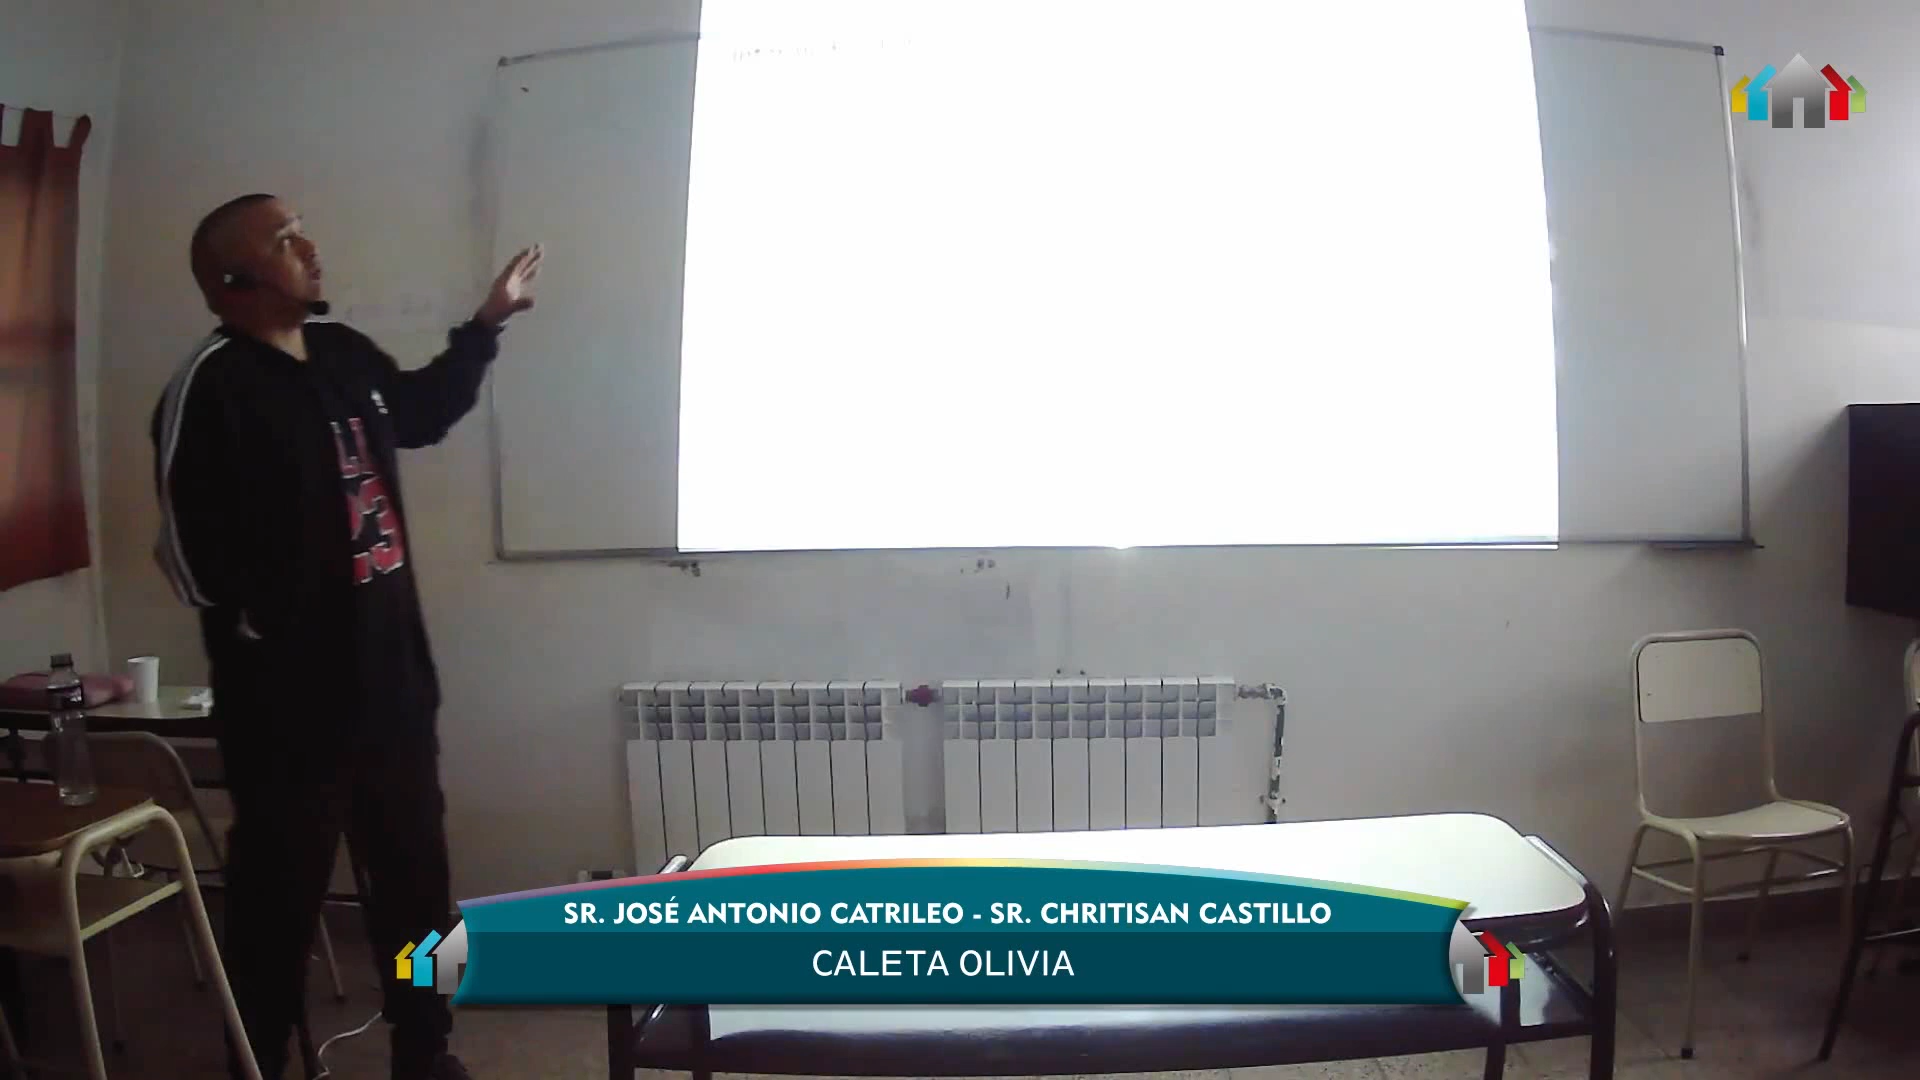 SR. JOSÉ ANTONIO CATRILEO - SR. CHRITISAN CASTILLO
CALETA OLIVIA